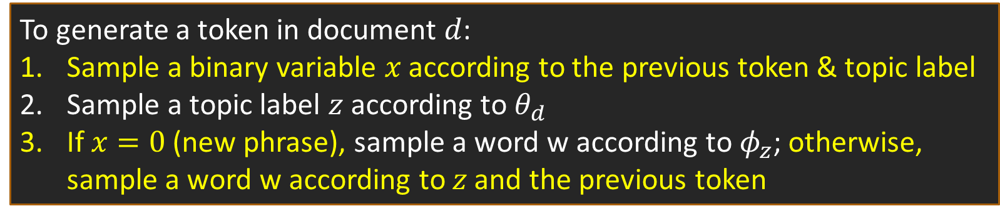 To generate a token in document d:
1. Sample a binary variable x according to the previous token & topic label
2. Sample a topic label z according to θ_d
3. If x = 0 (new phrase), sample a word w according to ϕ_z; otherwise,
sample a word w according to z and the previous token